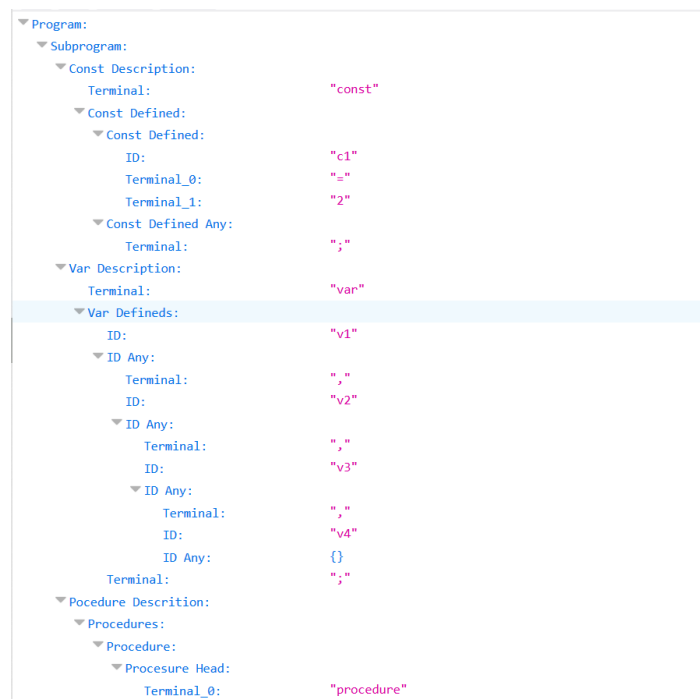 Program:
Subprogram:
Const Description:
Terminal: "const"
Const Defined:
Const Defined:
ID: "c1"
Terminal_0: "="
Terminal_1: "2"
Const Defined Any:
Terminal: ";"
Var Description:
Terminal: "var"
Var Defineds:
ID: "v1"
ID Any:
Terminal: ","
ID: "v2"
ID Any:
Terminal: ","
ID: "v3"
ID Any:
Terminal: ","
ID: "v4"
ID Any: {}
Terminal: ";"
Pocedure Descrition:
Procedures:
Procedure:
Procesure Head:
Terminal_0: "procedure"